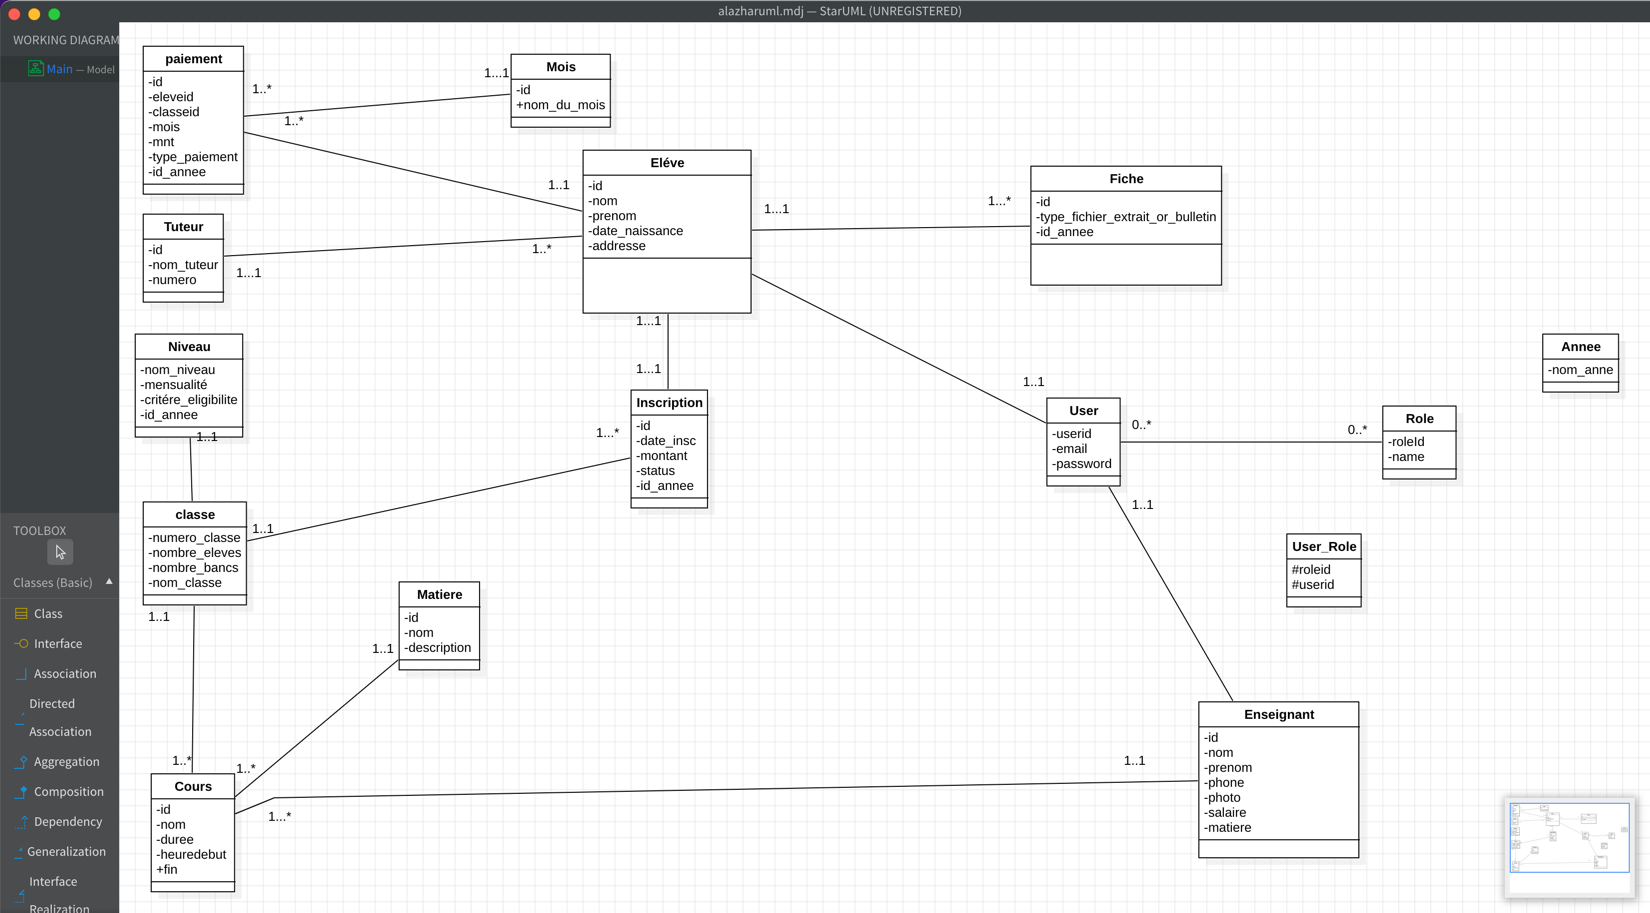 alazharuml.mdj — StarUML (UNREGISTERED)
WORKING DIAGRAM
Main — Model
TOOLBOX
Classes (Basic)
Class
Interface
Association
Directed
Association
Aggregation
Composition
Dependency
Generalization
Interface
Realization
paiement
-id
-eleveid
-classeid
-mois
-mnt
-type_paiement
-id_annee
1..*
1...1
1..*
Mois
-id
+nom_du_mois
1..1
Eléve
-id
-nom
-prenom
-date_naissance
-addresse
1...1
1...*
Fiche
-id
-type_fichier_extrait_or_bulletin
-id_annee
Tuteur
-id
-nom_tuteur
-numero
1...1
1..*
1...1
1...1
Niveau
-nom_niveau
-mensualité
-critére_eligibilite
-id_annee
1..1
Inscription
-id
-date_insc
-montant
-status
-id_annee
1...*
1..1
User
-userid
-email
-password
0..*
0..*
Role
-roleId
-name
Annee
-nom_anne
classe
-numero_classe
-nombre_eleves
-nombre_bancs
-nom_classe
1..1
1..1
1..1
User_Role
#roleid
#userid
Matiere
-id
-nom
-description
1..1
1..*
1..*
Cours
-id
-nom
-duree
-heuredebut
+fin
1...*
1..1
Enseignant
-id
-nom
-prenom
-phone
-photo
-salaire
-matiere